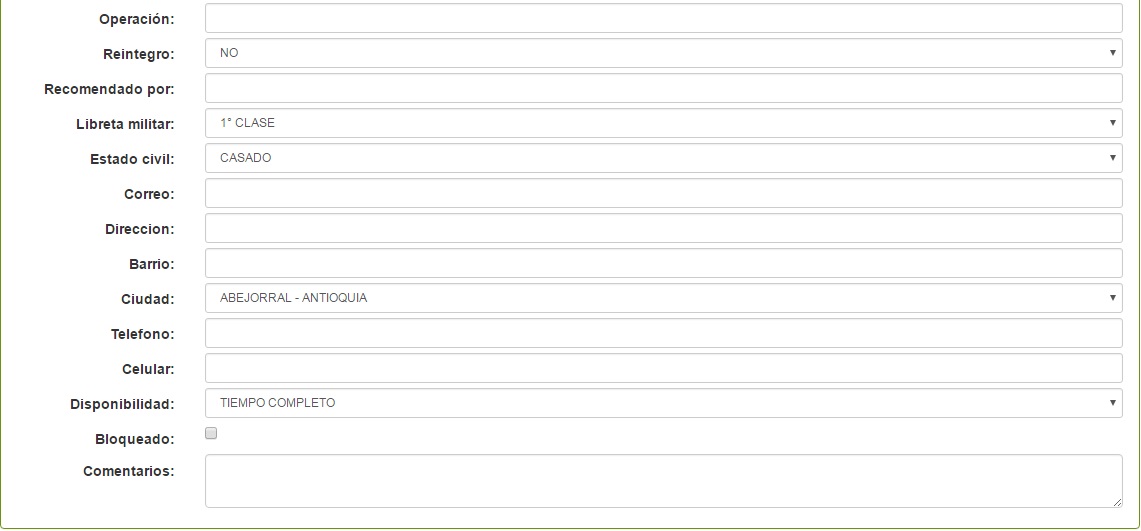 Operación:
Reintegro: NO
Recomendado por:
Libreta militar: 1° CLASE
Estado civil: CASADO
Correo:
Direccion:
Barrio:
Ciudad: ABEJORRAL - ANTIOQUIA
Telefono:
Celular:
Disponibilidad: TIEMPO COMPLETO
Bloqueado:
Comentarios: